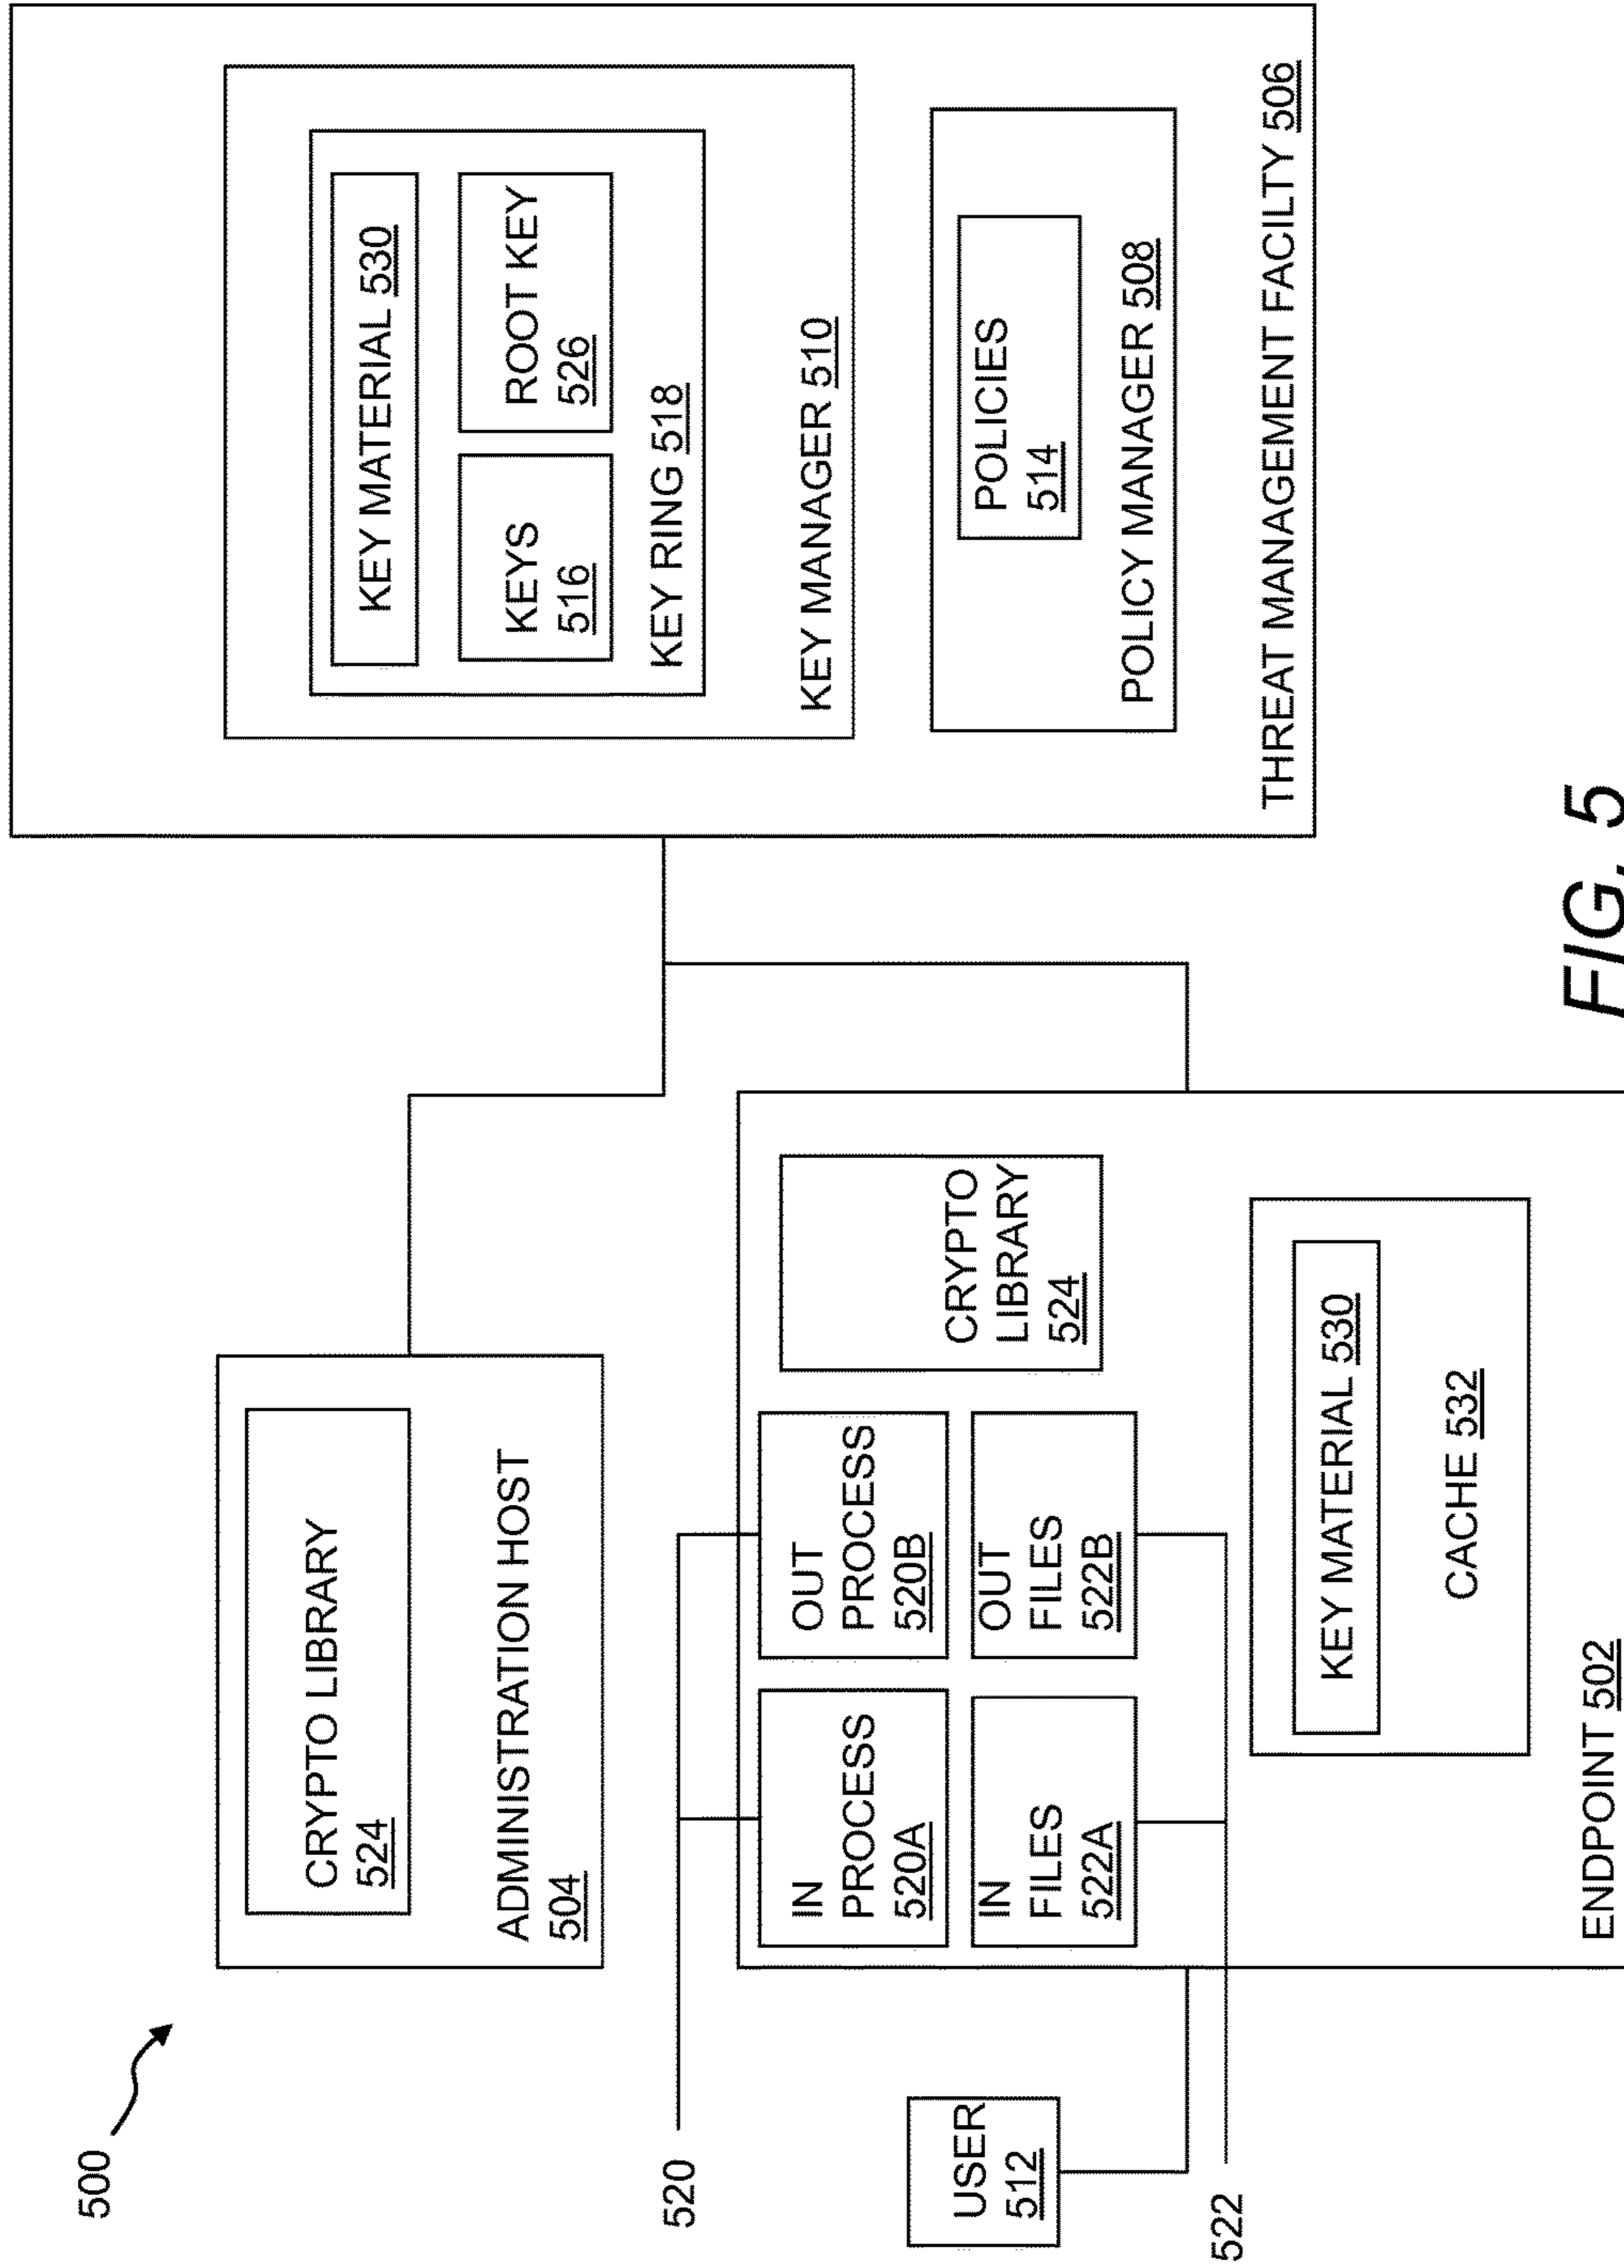 500
CRYPTO LIBRARY
524
ADMINISTRATION HOST
504
KEY MATERIAL 530
KEYS
516
ROOT KEY
526
KEY RING 518
KEY MANAGER 510
POLICIES
514
POLICY MANAGER 508
THREAT MANAGEMENT FACILTY 506
520
USER
512
522
IN
PROCESS
520A
OUT
PROCESS
520B
IN
FILES
522A
OUT
FILES
522B
CRYPTO
LIBRARY
524
KEY MATERIAL 530
CACHE 532
ENDPOINT 502
FIG. 5